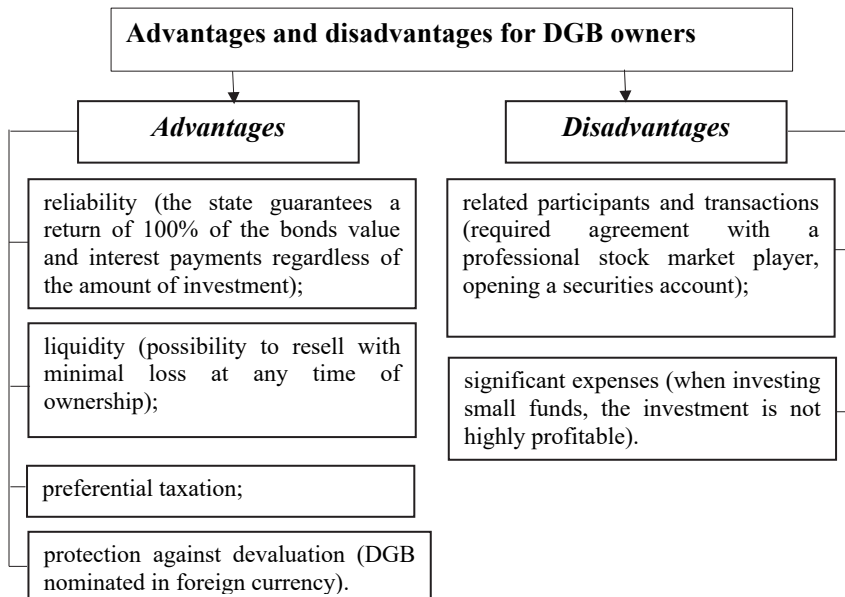 Advantages and disadvantages for DGB owners
Advantages
reliability (the state guarantees a
return of 100% of the bonds value
and interest payments regardless of
the amount of investment);
liquidity (possibility to resell with
minimal loss at any time of
ownership);
preferential taxation;
protection against devaluation (DGB
nominated in foreign currency).
Disadvantages
related participants and transactions
(required agreement with a
professional stock market player,
opening a securities account);
significant expenses (when investing
small funds, the investment is not
highly profitable).